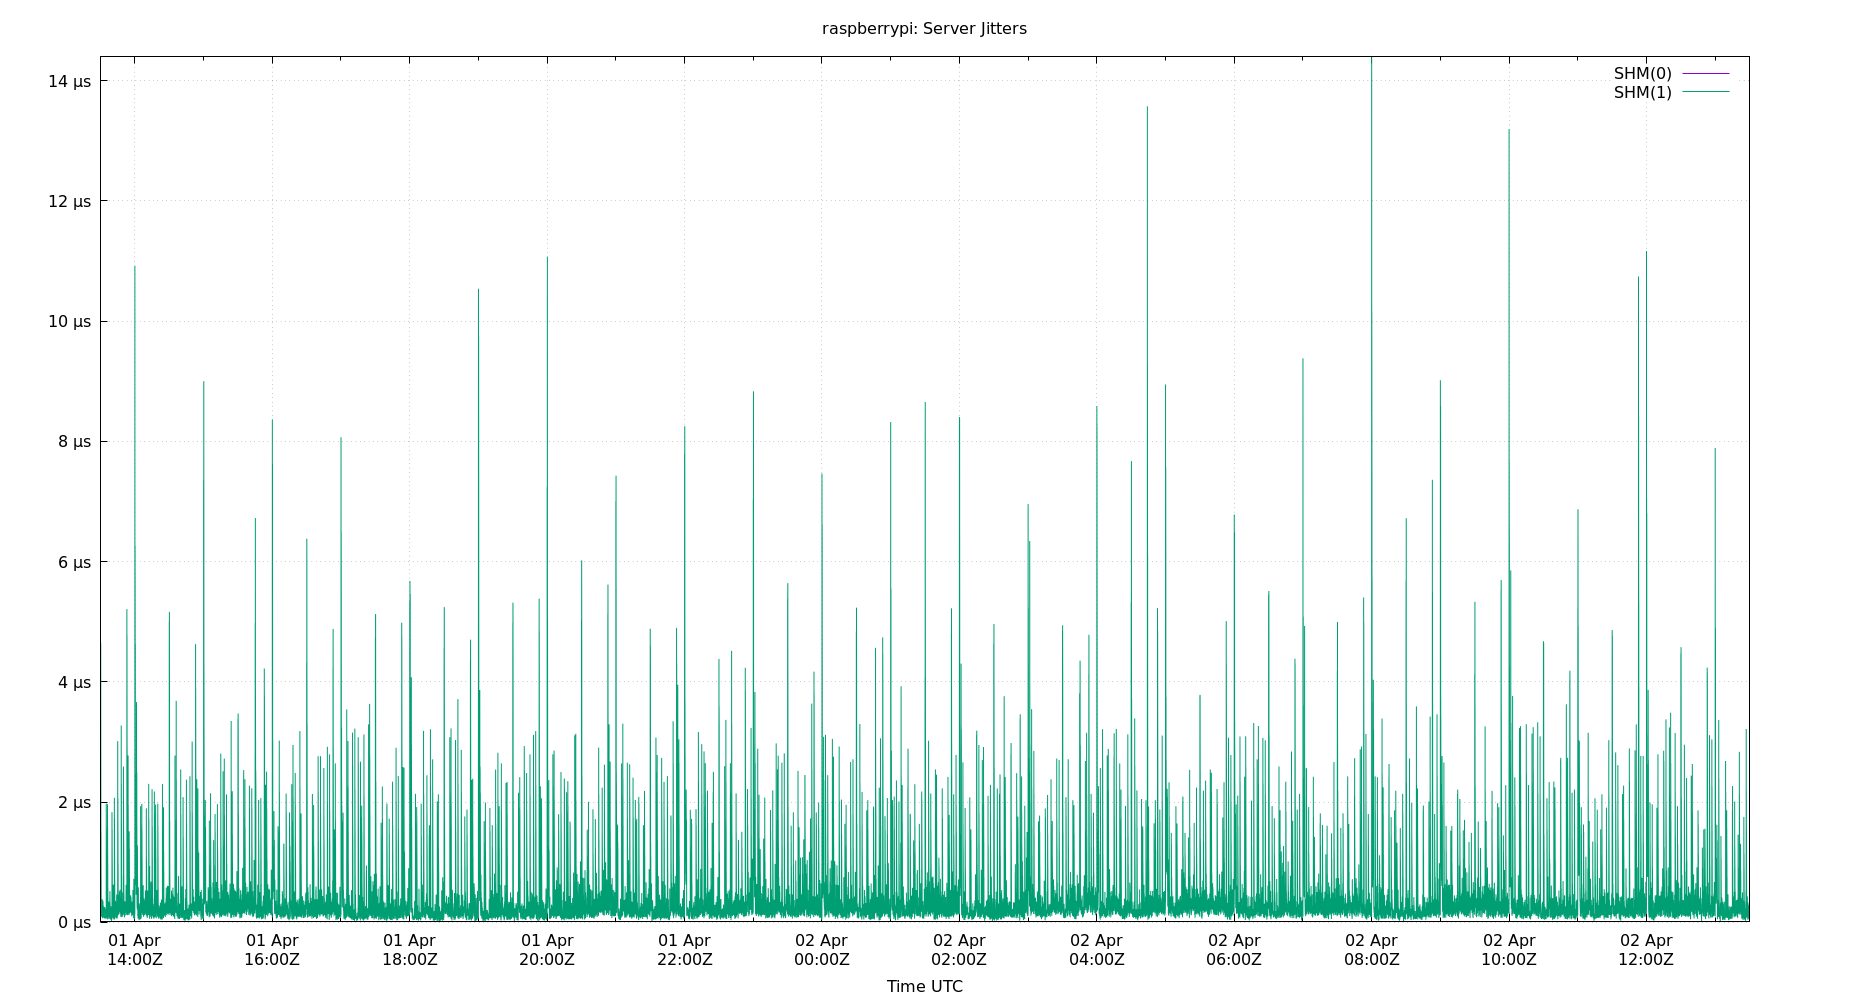 raspberrypi: Server Jitters
SHM(0)
SHM(1)
14 µs
12 µs
10 µs
8 µs
6 µs
4 µs
2 µs
0 µs
01 Apr 01 Apr 01 Apr 01 Apr 01 Apr 02 Apr 02 Apr 02 Apr 02 Apr 02 Apr 02 Apr 02 Apr
14:00Z 16:00Z 18:00Z 20:00Z 22:00Z 00:00Z 02:00Z 04:00Z 06:00Z 08:00Z 10:00Z 12:00Z
Time UTC